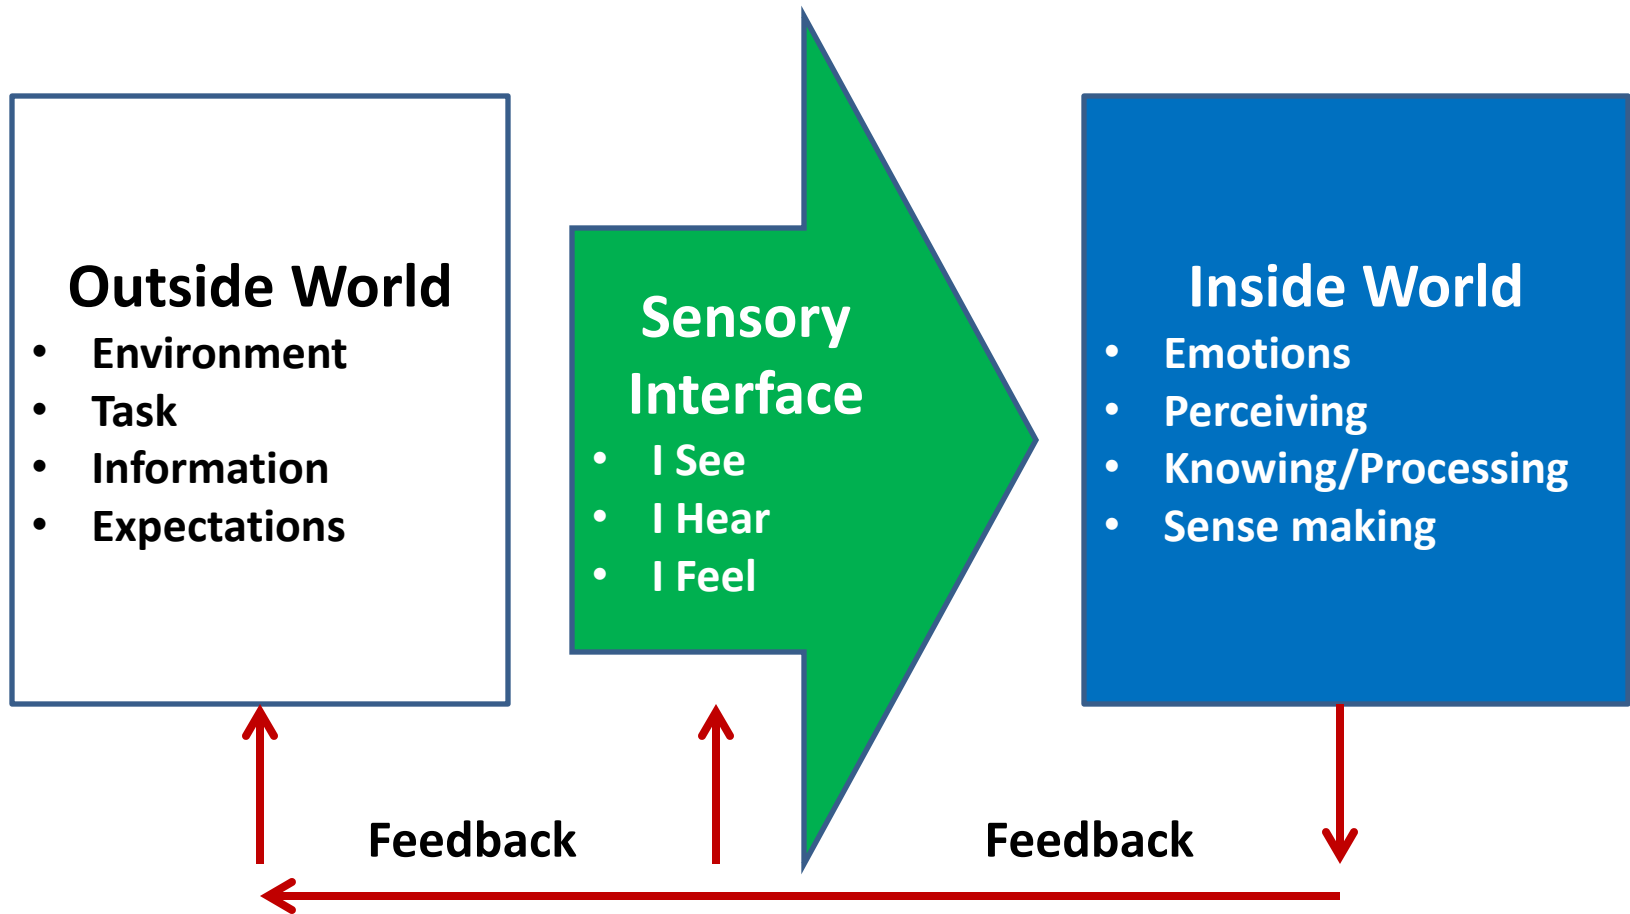 Outside World
• Environment
• Task
• Information
• Expectations
Sensory
Interface
• I See
• I Hear
• I Feel
Inside World
• Emotions
• Perceiving
• Knowing/Processing
• Sense making
Feedback
Feedback